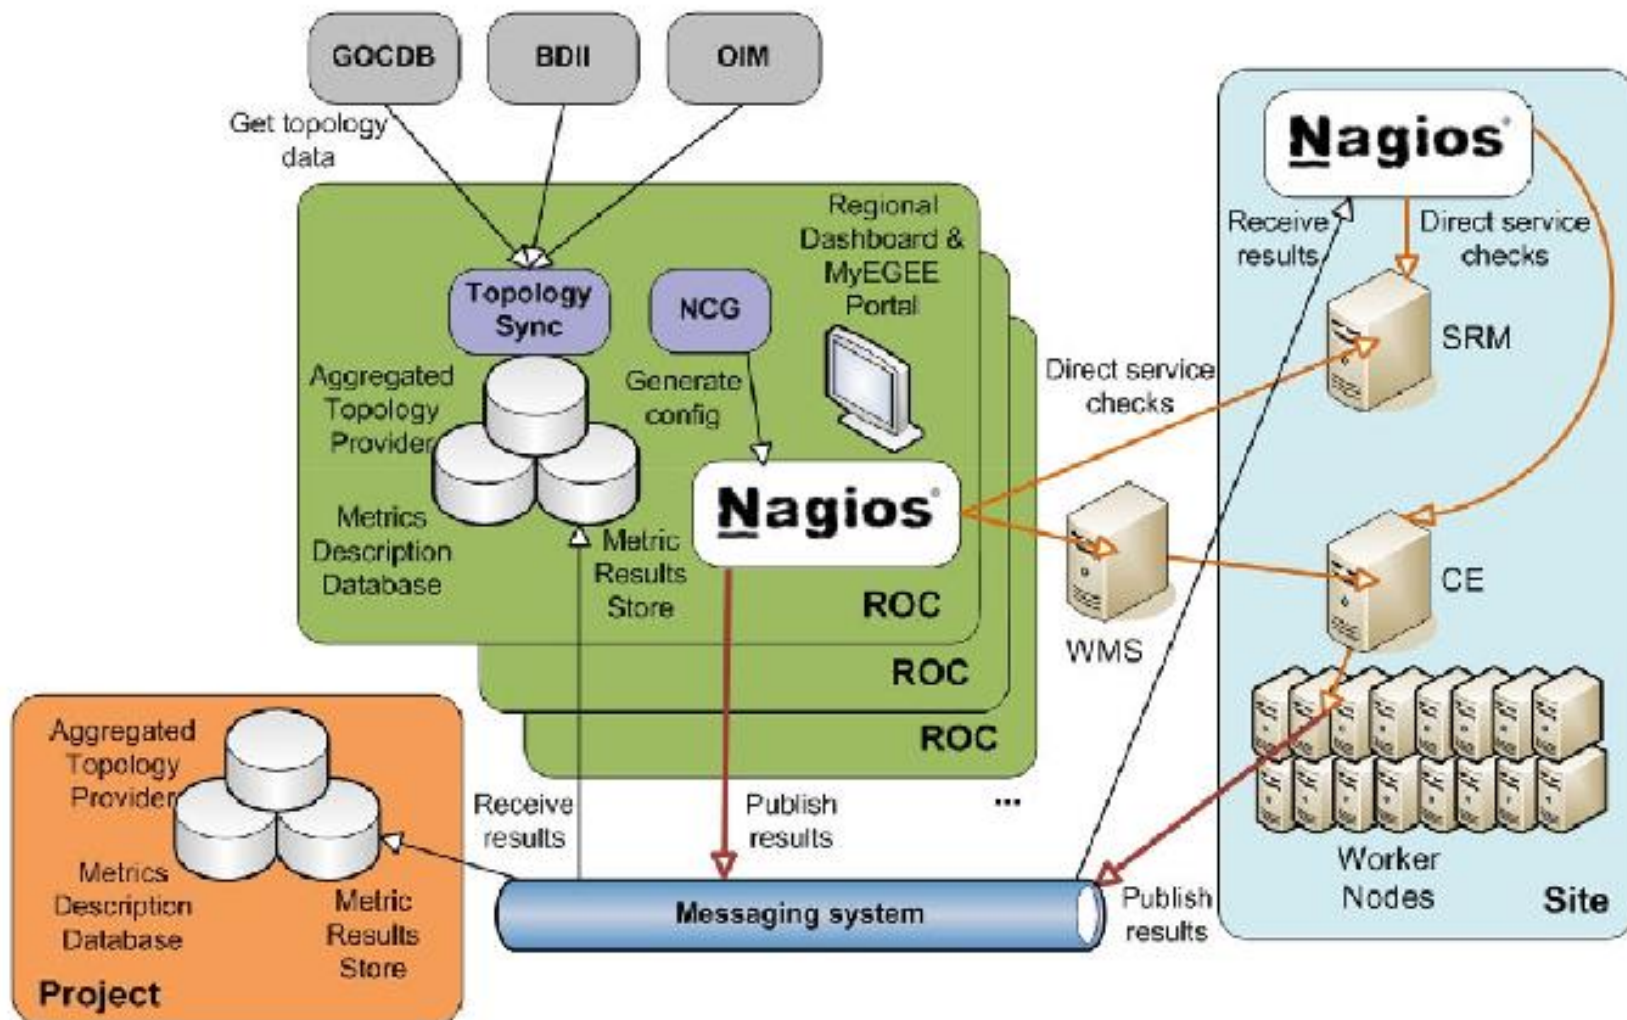 GOCDB
BDII
OIM
Get topology
data
Topology
Sync
NCG
Regional
Dashboard &
MyEGEE
Portal
Aggregated
Topology
Provider
Generate
config
Metrics
Description
Database
Metric
Results
Store
Nagios®
ROC
ROC
ROC
...
Direct service
checks
WMS
Nagios®
Receive
results
Direct service
checks
SRM
CE
Worker
Nodes
Site
Aggregated
Topology
Provider
Metrics
Description
Database
Metric
Results
Store
Project
Receive
results
Publish
results
Messaging system
Publish
results